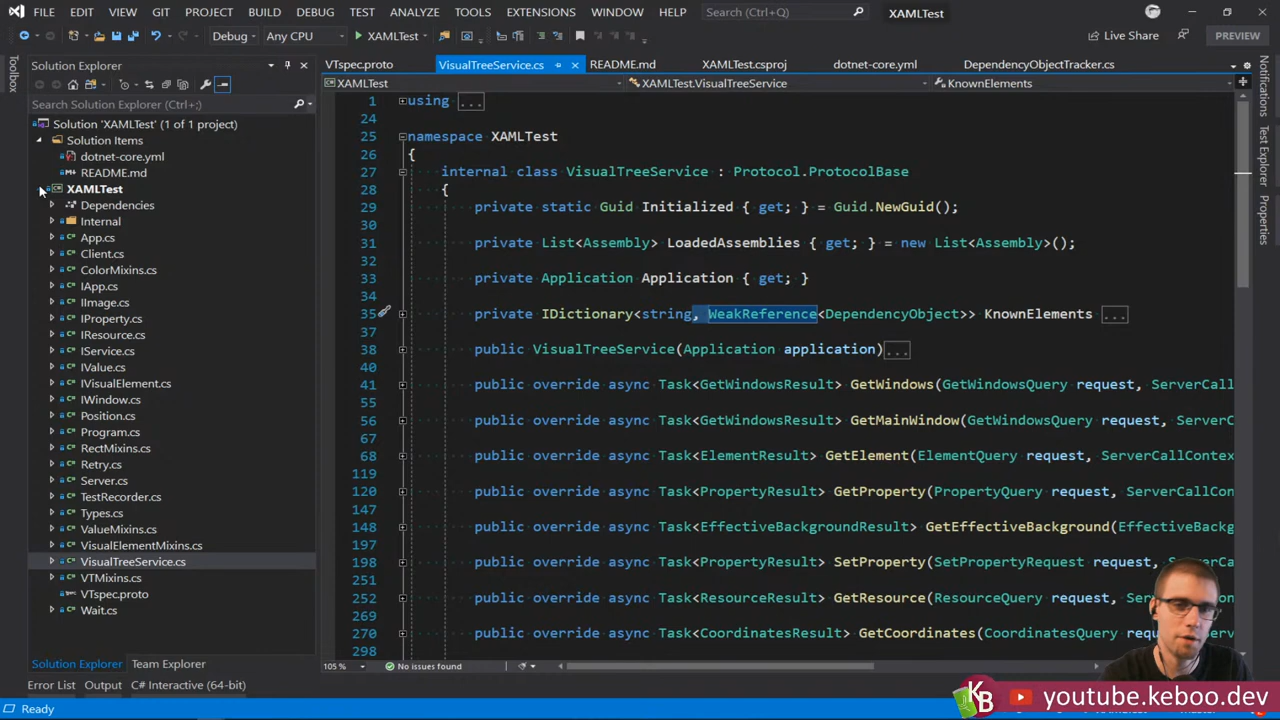 FILE EDIT VIEW GIT PROJECT BUILD DEBUG TEST ANALYZE TOOLS EXTENSIONS WINDOW HELP Search (Ctrl+Q) XAMLTest
Debug Any CPU XAMLTest Live Share PREVIEW
Toolbox
Solution Explorer
Search Solution Explorer (Ctrl+;)
Solution 'XAMLTest' (1 of 1 project)
Solution Items
dotnet-core.yml
README.md
XAMLTest
Dependencies
Internal
App.cs
Client.cs
ColorMixins.cs
IApp.cs
IImage.cs
IProperty.cs
IResource.cs
IService.cs
IValue.cs
IVisualElement.cs
IWindow.cs
Position.cs
Program.cs
RectMixins.cs
Retry.cs
Server.cs
TestRecorder.cs
Types.cs
ValueMixins.cs
VisualElementMixins.cs
VisualTreeService.cs
VTMixins.cs
VTspec.proto
Wait.cs
Solution Explorer Team Explorer
VTspec.proto VisualTreeService.cs README.md XAMLTest.csproj dotnet-core.yml DependencyObjectTracker.cs
XAMLTest XAMLTest.VisualTreeService KnownElements
1 using ...
24
25 namespace XAMLTest
26 {
27 internal class VisualTreeService : Protocol.ProtocolBase
28 {
29 private static Guid Initialized { get; } = Guid.NewGuid();
30
31 private List<Assembly> LoadedAssemblies { get; } = new List<Assembly>();
32
33 private Application Application { get; }
34
35 private IDictionary<string, WeakReference<DependencyObject>> KnownElements ...
37
38 public VisualTreeService(Application application)...
40
41 public override async Task<GetWindowsResult> GetWindows(GetWindowsQuery request, ServerCall
55
56 public override async Task<GetWindowsResult> GetMainWindow(GetWindowsQuery request, Server
67
68 public override async Task<ElementResult> GetElement(ElementQuery request, ServerCallContex
119
120 public override async Task<PropertyResult> GetProperty(PropertyQuery request, ServerCallCon
147
148 public override async Task<EffectiveBackgroundResult> GetEffectiveBackground(EffectiveBackg
197
198 public override async Task<PropertyResult> SetProperty(SetPropertyRequest request, Ser
251
252 public override async Task<ResourceResult> GetResource(ResourceQuery request, Serv
269
270 public override async Task<CoordinatesResult> GetCoordinates(CoordinatesQuery requ
298
105 % No issues found
Notifications
Test Explorer
Properties
Error List Output C# Interactive (64-bit)
Ready
KB youtube.keboo.dev